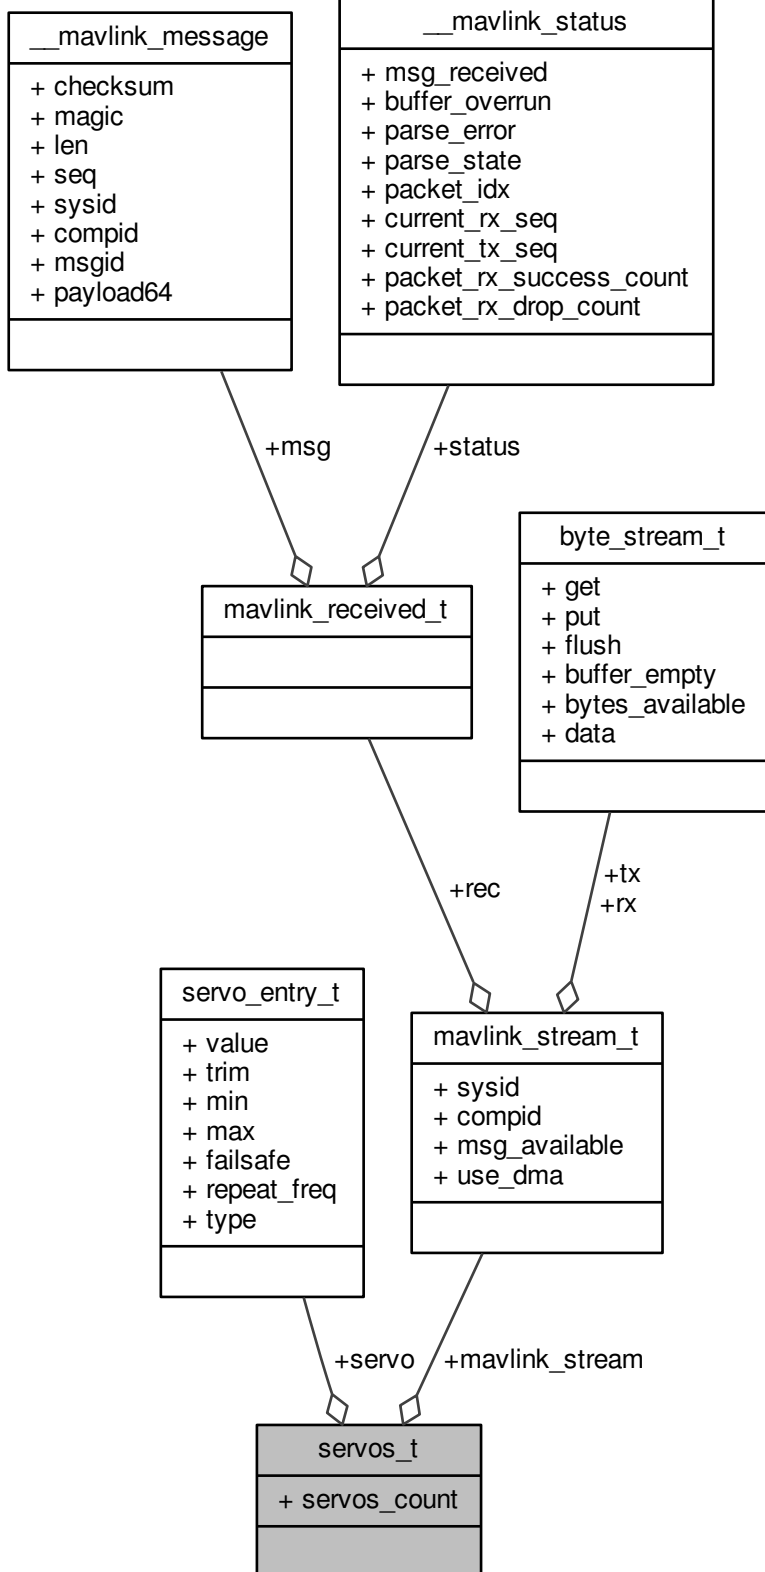 __mavlink_message
+ checksum
+ magic
+ len
+ seq
+ sysid
+ compid
+ msgid
+ payload64
__mavlink_status
+ msg_received
+ buffer_overrun
+ parse_error
+ parse_state
+ packet_idx
+ current_rx_seq
+ current_tx_seq
+ packet_rx_success_count
+ packet_rx_drop_count
+msg
+status
mavlink_received_t
byte_stream_t
+ get
+ put
+ flush
+ buffer_empty
+ bytes_available
+ data
+rec
+tx
+rx
servo_entry_t
+ value
+ trim
+ min
+ max
+ failsafe
+ repeat_freq
+ type
mavlink_stream_t
+ sysid
+ compid
+ msg_available
+ use_dma
+servo
+mavlink_stream
servos_t
+ servos_count